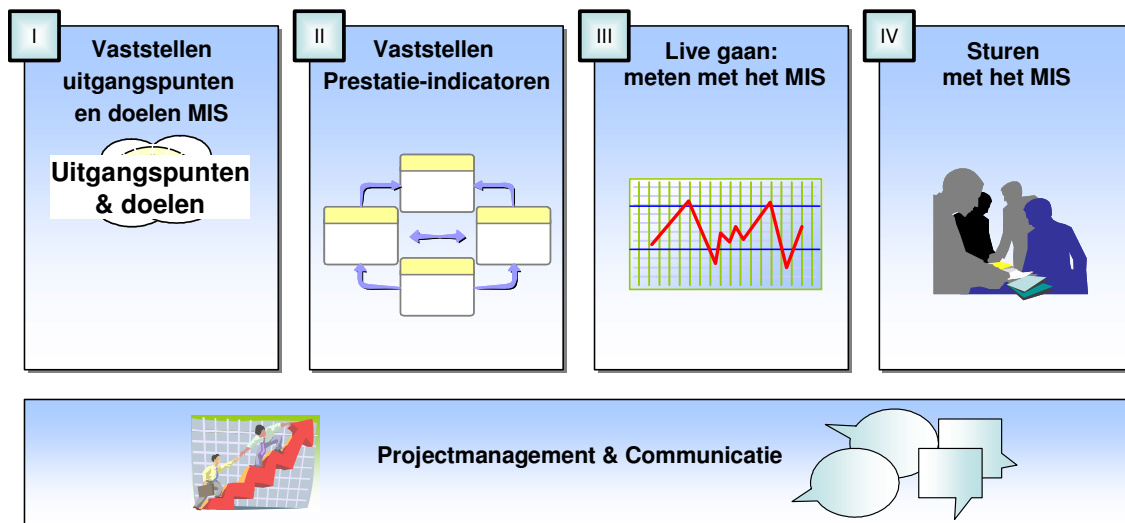 I
Vaststellen
uitgangspunten
en doelen MIS
Uitgangspunten
& doelen
II
Vaststellen
Prestatie-indicatoren
III
Live gaan:
meten met het MIS
IV
Sturen
met het MIS
Projectmanagement & Communicatie